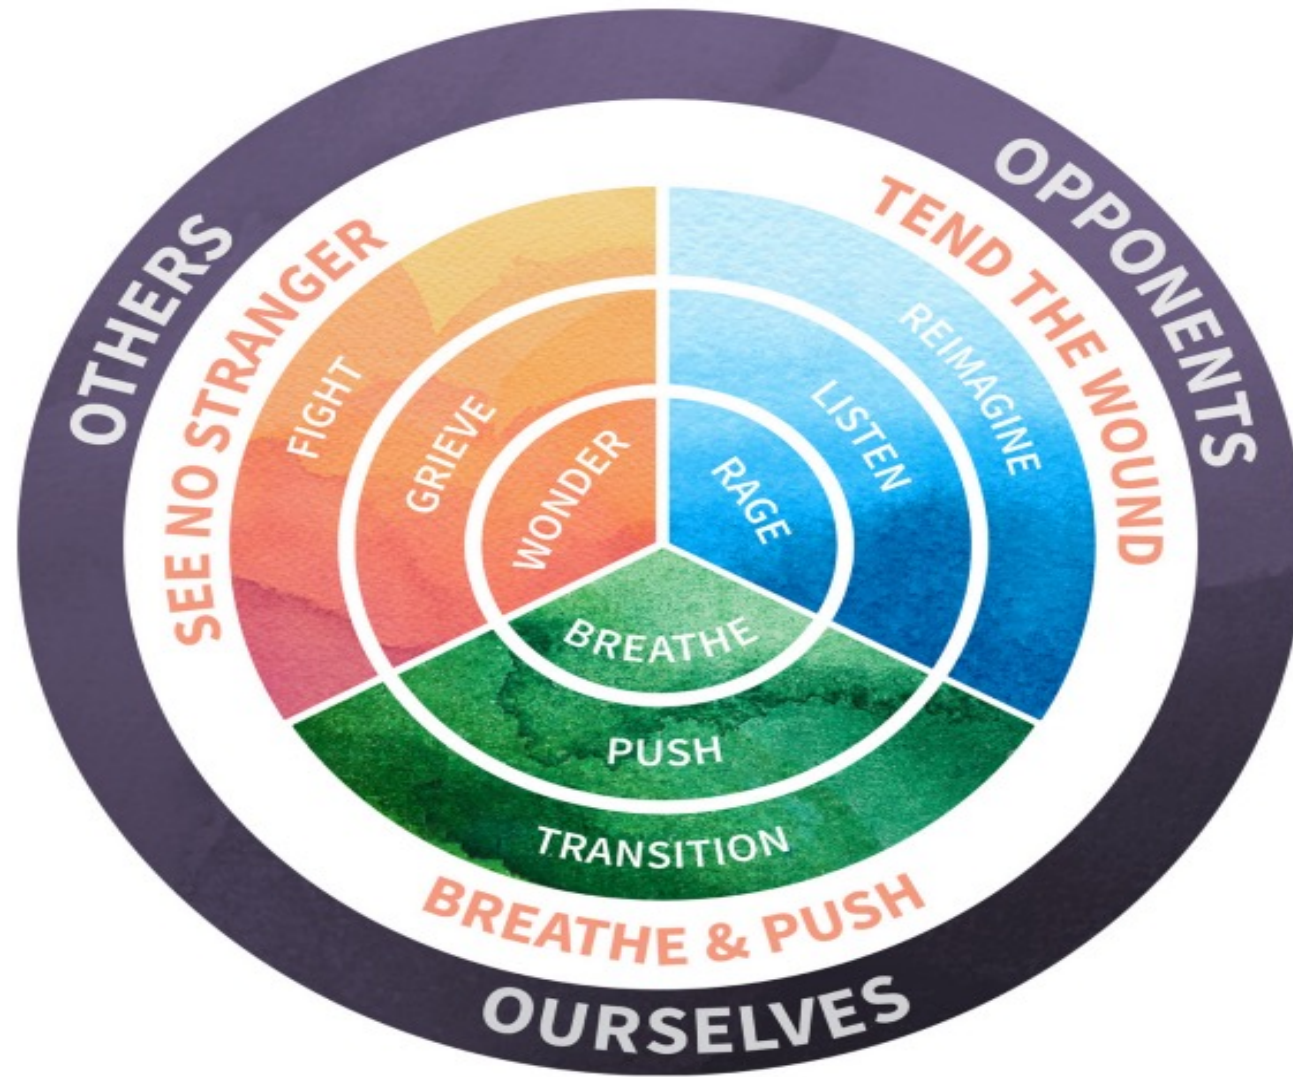 OTHERS
SEE NO STRANGER
FIGHT
GRIEVE
WONDER
OPPONENTS
TEND THE WOUND
REIMAGINE
LISTEN
RAGE
BREATHE
PUSH
TRANSITION
BREATHE & PUSH
OURSELVES